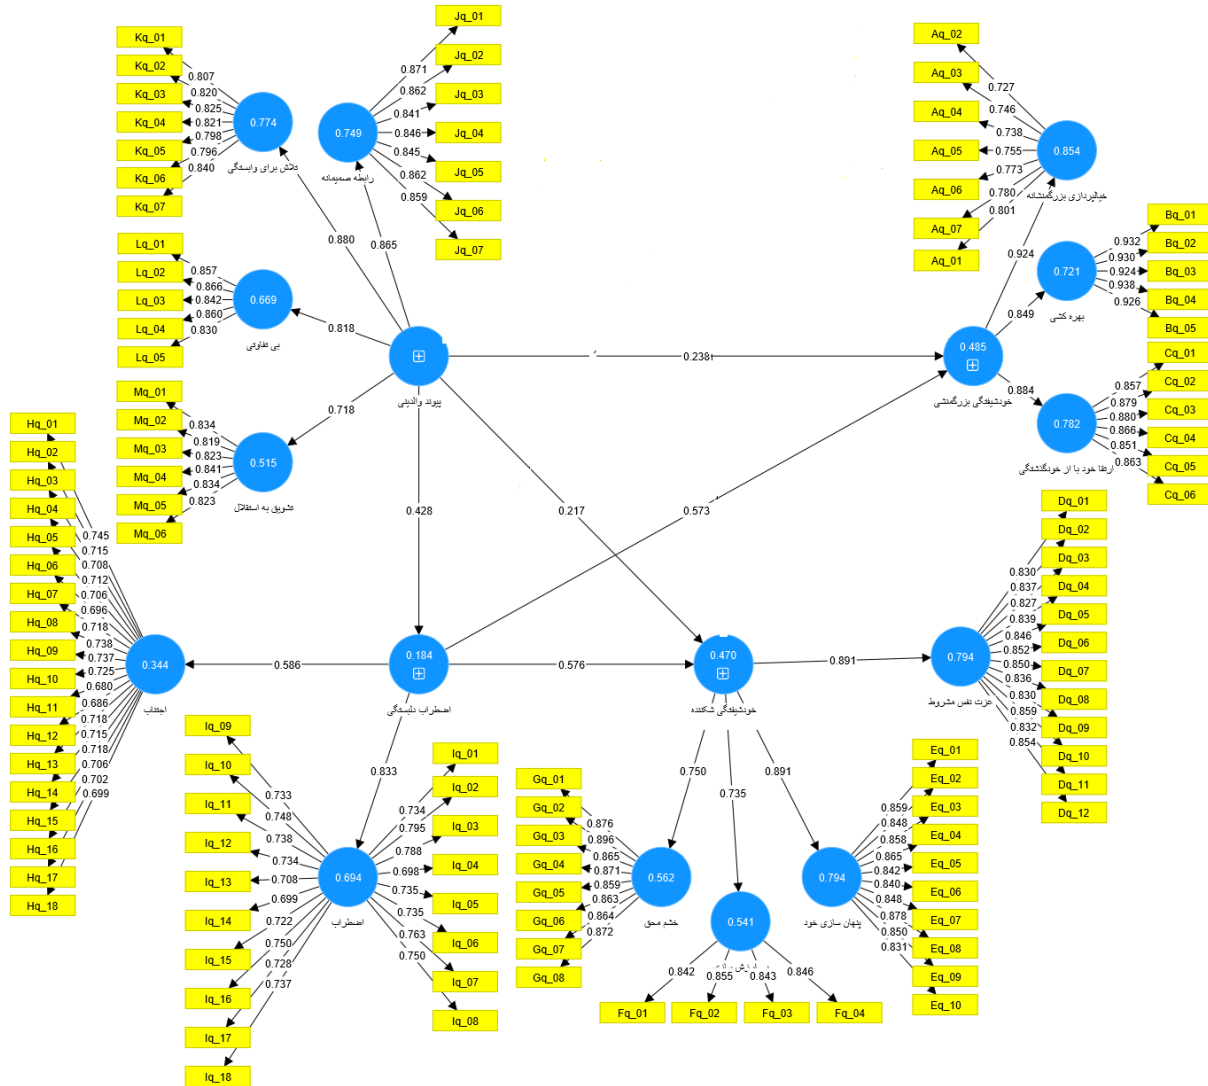 Kq_01
Kq_02
Kq_03
Kq_04
Kq_05
Kq_06
Kq_07
0.807
0.820
0.825
0.821
0.798
0.796
0.840
0.774
تلاش برای وابستگی
Jq_01
Jq_02
Jq_03
Jq_04
Jq_05
Jq_06
Jq_07
0.871
0.862
0.841
0.846
0.845
0.862
0.859
0.749
رابطه صمیمانه
Aq_02
Aq_03
Aq_04
Aq_05
Aq_06
Aq_07
Aq_01
0.727
0.746
0.738
0.755
0.773
0.780
0.801
0.854
خیالپردازی بزرگمنشانه
Bq_01
Bq_02
Bq_03
Bq_04
Bq_05
0.932
0.930
0.924
0.938
0.926
0.721
بهره کشی
Lq_01
Lq_02
Lq_03
Lq_04
Lq_05
0.857
0.866
0.842
0.860
0.830
0.669
بی تفاوتی
0.880
0.865
0.818
0.718
پیوند والدینی
0.238
0.428
0.217
0.573
0.924
0.849
0.884
0.485
خودشیفتگی بزرگمنشی
Cq_01
Cq_02
Cq_03
Cq_04
Cq_05
Cq_06
0.857
0.879
0.880
0.866
0.851
0.863
0.782
ارتقا خود با از خودگذشتگی
Mq_01
Mq_02
Mq_03
Mq_04
Mq_05
Mq_06
0.834
0.819
0.823
0.841
0.834
0.823
0.515
تشویق به استقلال
Hq_01
Hq_02
Hq_03
Hq_04
Hq_05
Hq_06
Hq_07
Hq_08
Hq_09
Hq_10
Hq_11
Hq_12
Hq_13
Hq_14
Hq_15
Hq_16
Hq_17
Hq_18
0.745
0.715
0.708
0.712
0.706
0.696
0.718
0.738
0.737
0.725
0.680
0.686
0.718
0.715
0.718
0.706
0.702
0.699
0.344
اجتناب
0.586
0.184
اضطراب دلبستگی
0.576
0.833
0.470
خودشیفتگی شکننده
0.891
0.750
0.735
0.891
0.794
عزت نفس مشروط
Dq_01
Dq_02
Dq_03
Dq_04
Dq_05
Dq_06
Dq_07
Dq_08
Dq_09
Dq_10
Dq_11
Dq_12
0.830
0.837
0.827
0.839
0.846
0.852
0.850
0.836
0.830
0.859
0.832
0.854
Iq_09
Iq_10
Iq_11
Iq_12
Iq_13
Iq_14
Iq_15
Iq_16
Iq_17
Iq_18
0.733
0.748
0.738
0.734
0.708
0.699
0.722
0.750
0.728
0.737
0.694
اضطراب
Iq_01
Iq_02
Iq_03
Iq_04
Iq_05
Iq_06
Iq_07
Iq_08
0.734
0.795
0.788
0.698
0.735
0.735
0.763
0.750
Gq_01
Gq_02
Gq_03
Gq_04
Gq_05
Gq_06
Gq_07
Gq_08
0.876
0.896
0.865
0.871
0.859
0.863
0.864
0.872
0.562
خشم محق
0.541
0.842
0.855
0.843
0.846
Fq_01
Fq_02
Fq_03
Fq_04
0.794
پنهان سازی خود
Eq_01
Eq_02
Eq_03
Eq_04
Eq_05
Eq_06
Eq_07
Eq_08
Eq_09
Eq_10
0.859
0.848
0.858
0.865
0.842
0.840
0.848
0.878
0.850
0.831